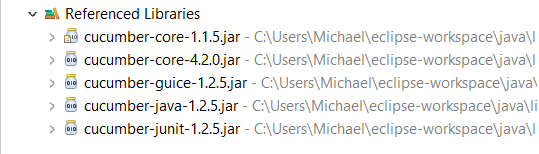 Referenced Libraries
cucumber-core-1.1.5.jar - C:\Users\Michael\eclipse-workspace\java\l
cucumber-core-4.2.0.jar - C:\Users\Michael\eclipse-workspace\java\l
cucumber-guice-1.2.5.jar - C:\Users\Michael\eclipse-workspace\java\
cucumber-java-1.2.5.jar - C:\Users\Michael\eclipse-workspace\java\li
cucumber-junit-1.2.5.jar - C:\Users\Michael\eclipse-workspace\java\l